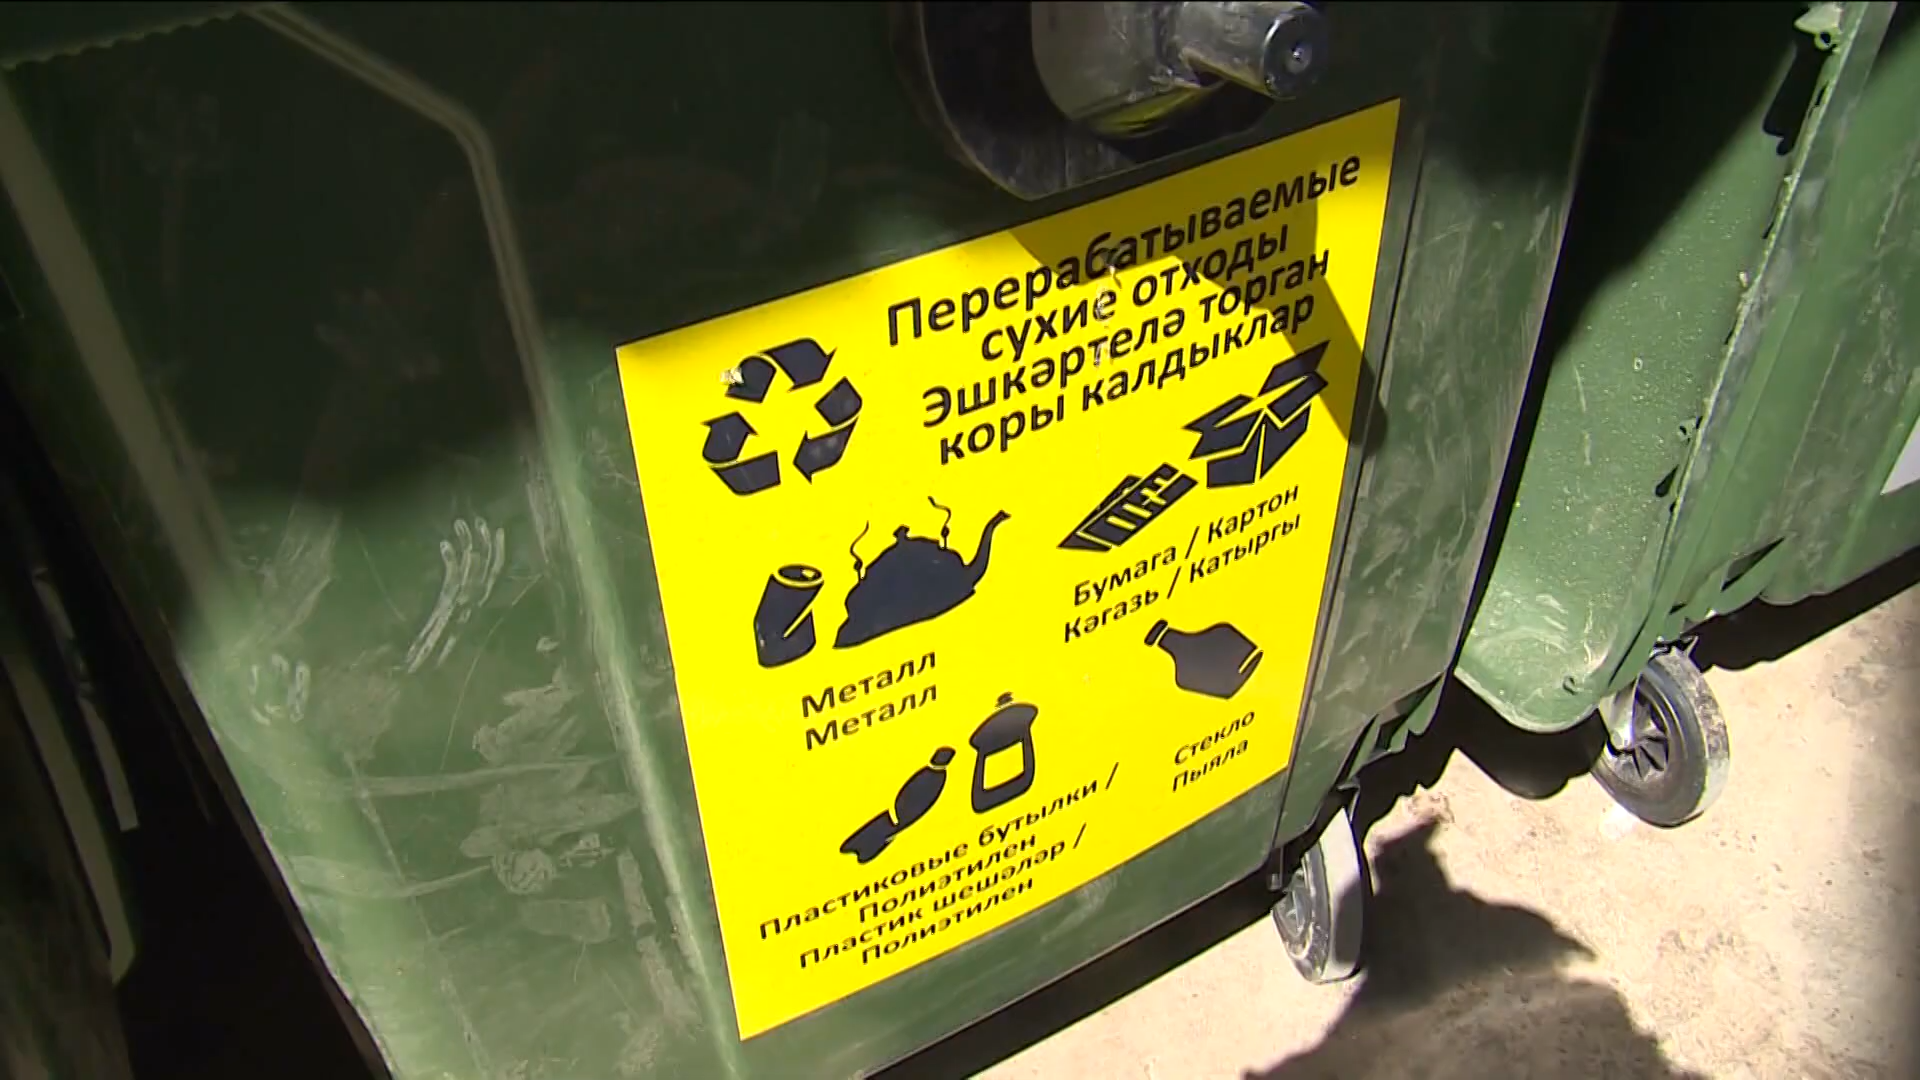 Перерабатываемые
сухие отходы
Эшкәртелә торган
коры калдыклар
Бумага / Картон
Кәгазь / Катыргы
Металл
Металл
Стекло
Пыяла
Пластиковые бутылки /
Полиэтилен
Пластик шешәләр /
Полиэтилен